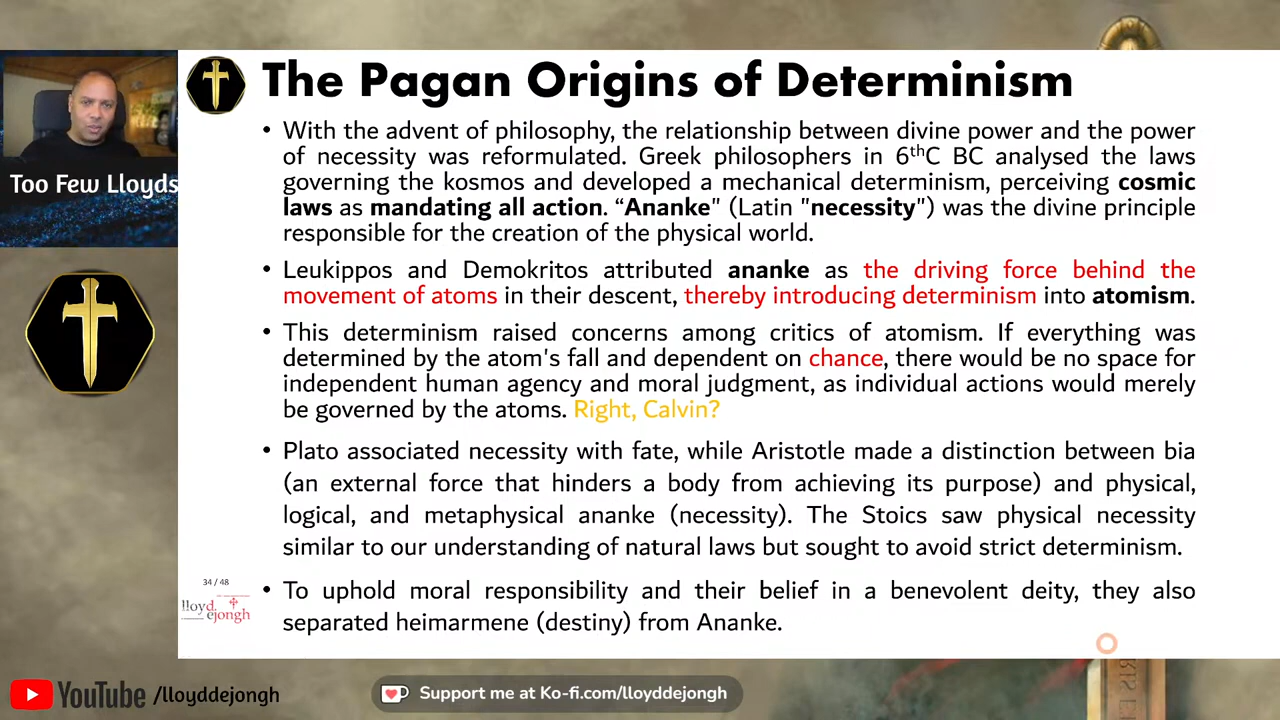 The Pagan Origins of Determinism
Too Few Lloyds
• With the advent of philosophy, the relationship between divine power and the power
of necessity was reformulated. Greek philosophers in 6thC BC analysed the laws
governing the kosmos and developed a mechanical determinism, perceiving cosmic
laws as mandating all action. “Ananke" (Latin "necessity") was the divine principle
responsible for the creation of the physical world.
• Leukippos and Demokritos attributed ananke as the driving force behind the
movement of atoms in their descent, thereby introducing determinism into atomism.
• This determinism raised concerns among critics of atomism. If everything was
determined by the atom's fall and dependent on chance, there would be no space for
independent human agency and moral judgment, as individual actions would merely
be governed by the atoms. Right, Calvin?
• Plato associated necessity with fate, while Aristotle made a distinction between bia
(an external force that hinders a body from achieving its purpose) and physical,
logical, and metaphysical ananke (necessity). The Stoics saw physical necessity
similar to our understanding of natural laws but sought to avoid strict determinism.
• To uphold moral responsibility and their belief in a benevolent deity, they also
separated heimarmene (destiny) from Ananke.
34 / 48
lloyd
dejongh
YouTube /lloyddejongh
Support me at Ko-fi.com/lloyddejongh